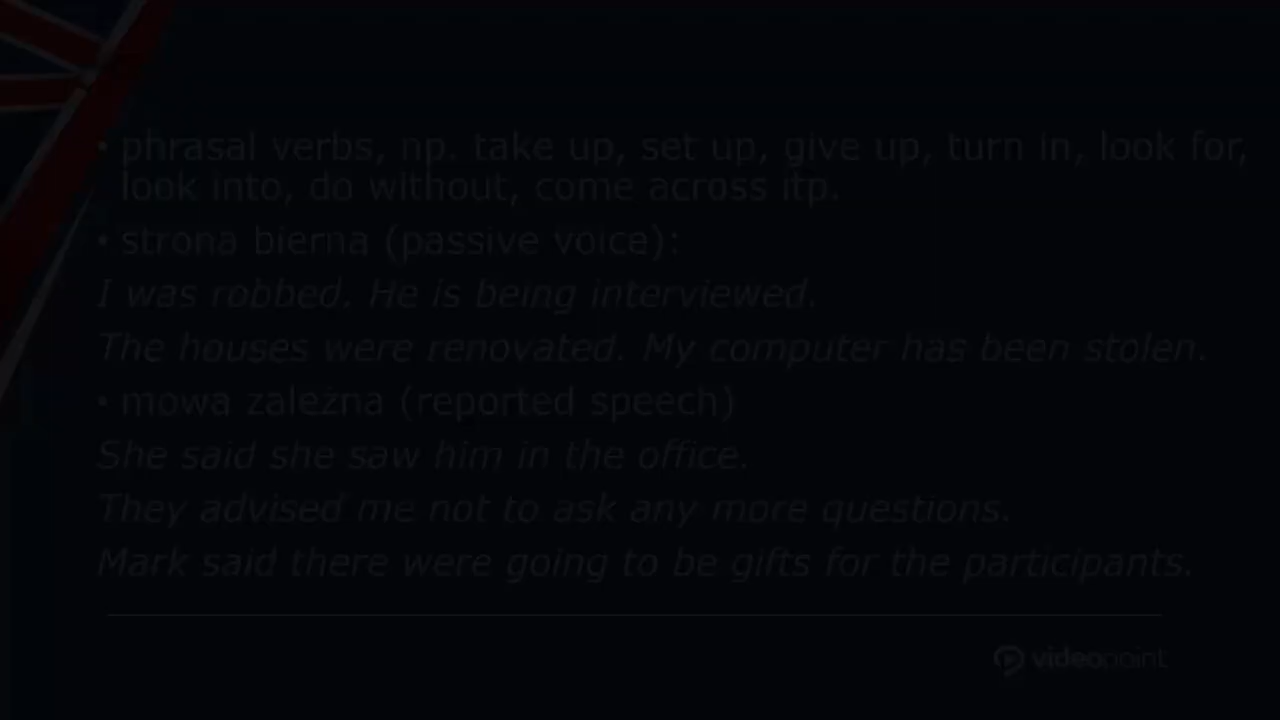 • phrasal verbs, np. take up, set up, give up, turn in, look for,
look into, do without, come across itp.
• strona bierna (passive voice):
I was robbed. He is being interviewed.
The houses were renovated. My computer has been stolen.
• mowa zależna (reported speech)
She said she saw him in the office.
They advised me not to ask any more questions.
Mark said there were going to be gifts for the participants.
videopoint